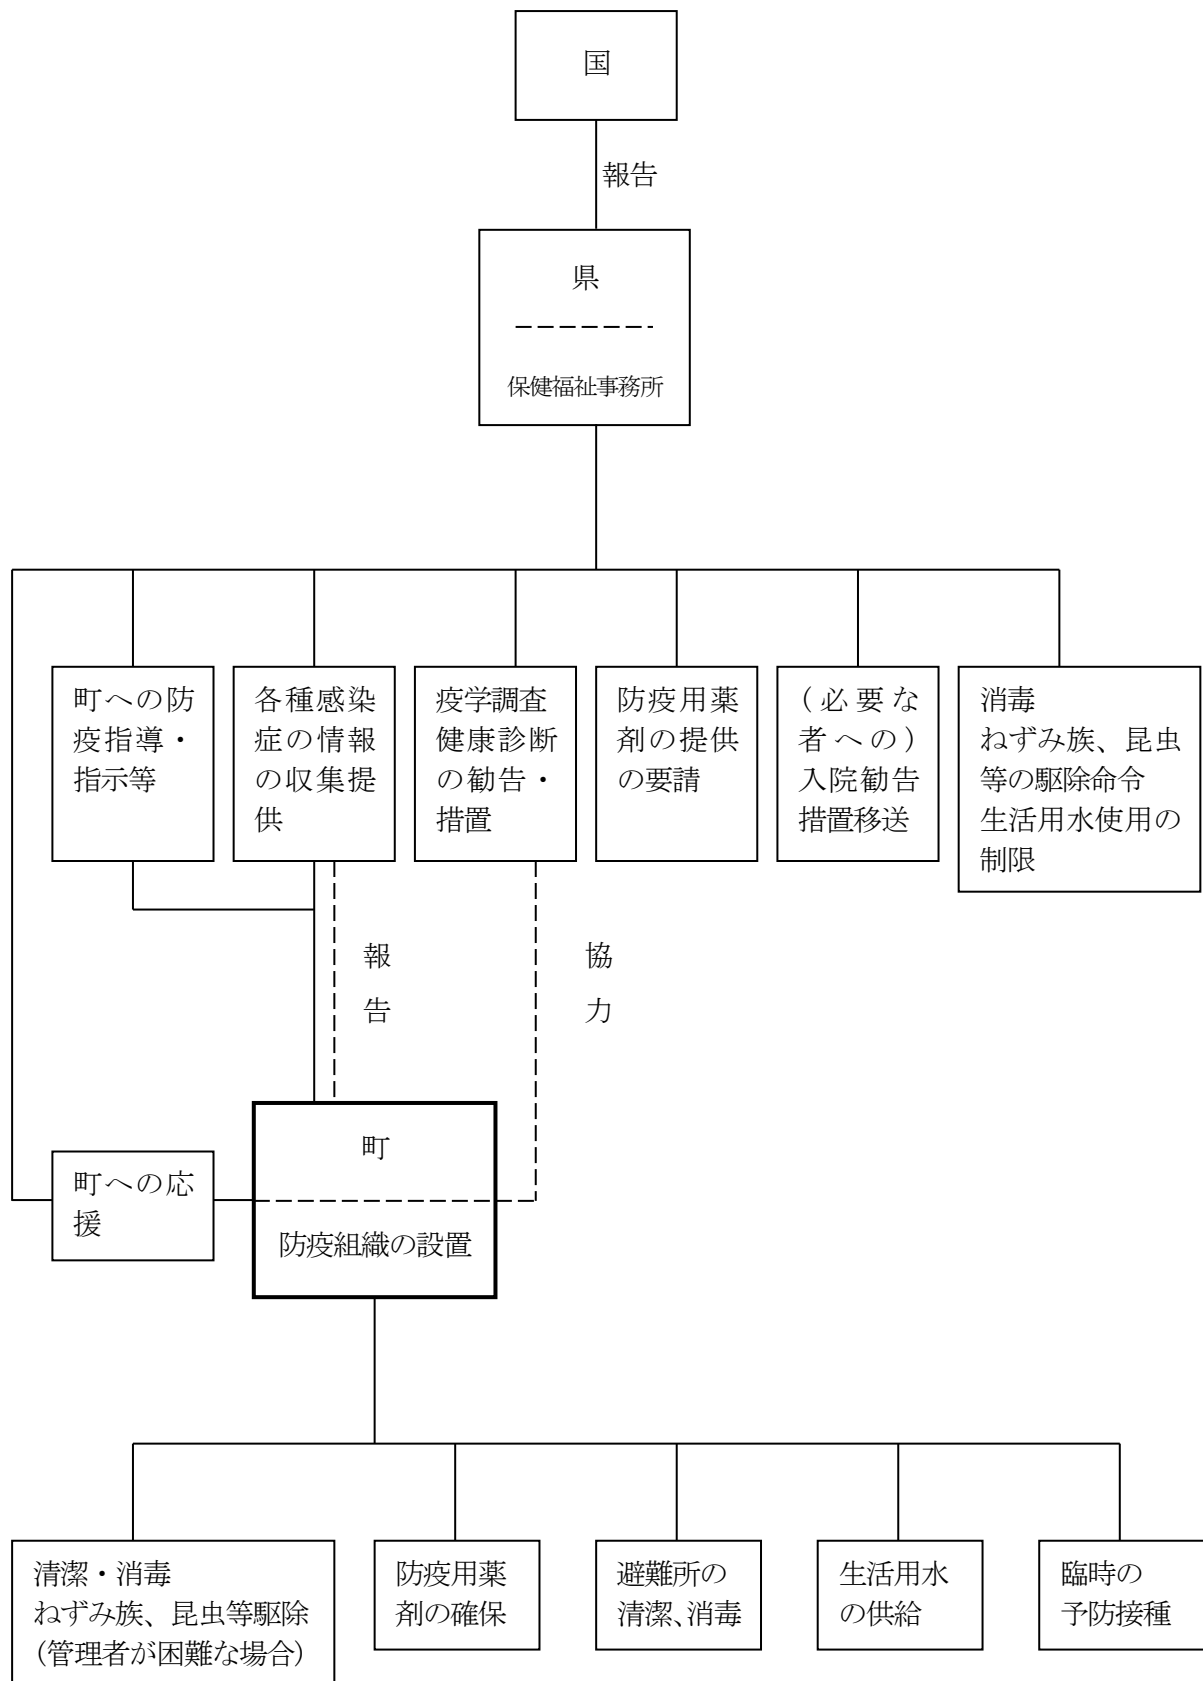 国
報告
県
保健福祉事務所
町への防
疫指導・
指示等
各種感染
症の情報
の収集提
供
疫学調査
健康診断
の勧告・
措置
防疫用薬
剤の提供
の要請
(必要な
者への)
入院勧告
措置移送
消毒
ねずみ族、昆虫
等の駆除命令
生活用水使用の
制限
報
告
協
力
町
防疫組織の設置
町への応
援
清潔・消毒
ねずみ族、昆虫等駆除
(管理者が困難な場合)
防疫用薬
剤の確保
避難所の
清潔、消毒
生活用水
の供給
臨時の
予防接種